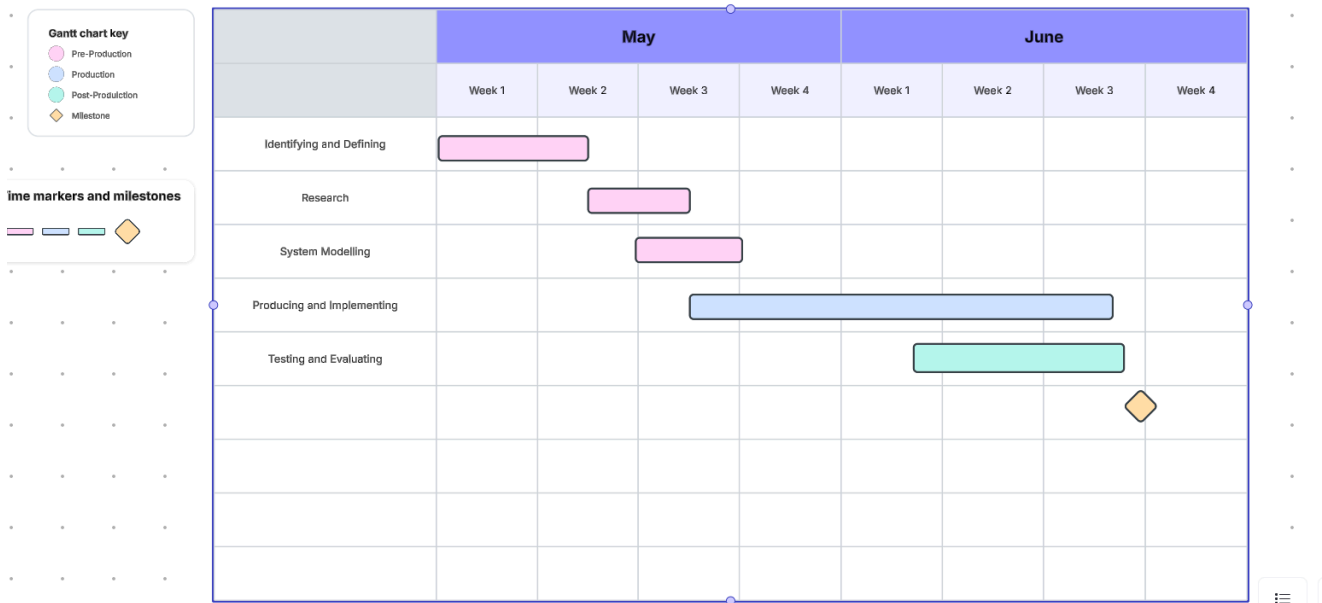 Gantt chart key
Pre-Production
Production
Post-Produiction
Milestone
Time markers and milestones
May
June
Week 1
Week 2
Week 3
Week 4
Week 1
Week 2
Week 3
Week 4
Identifying and Defining
Research
System Modelling
Producing and Implementing
Testing and Evaluating